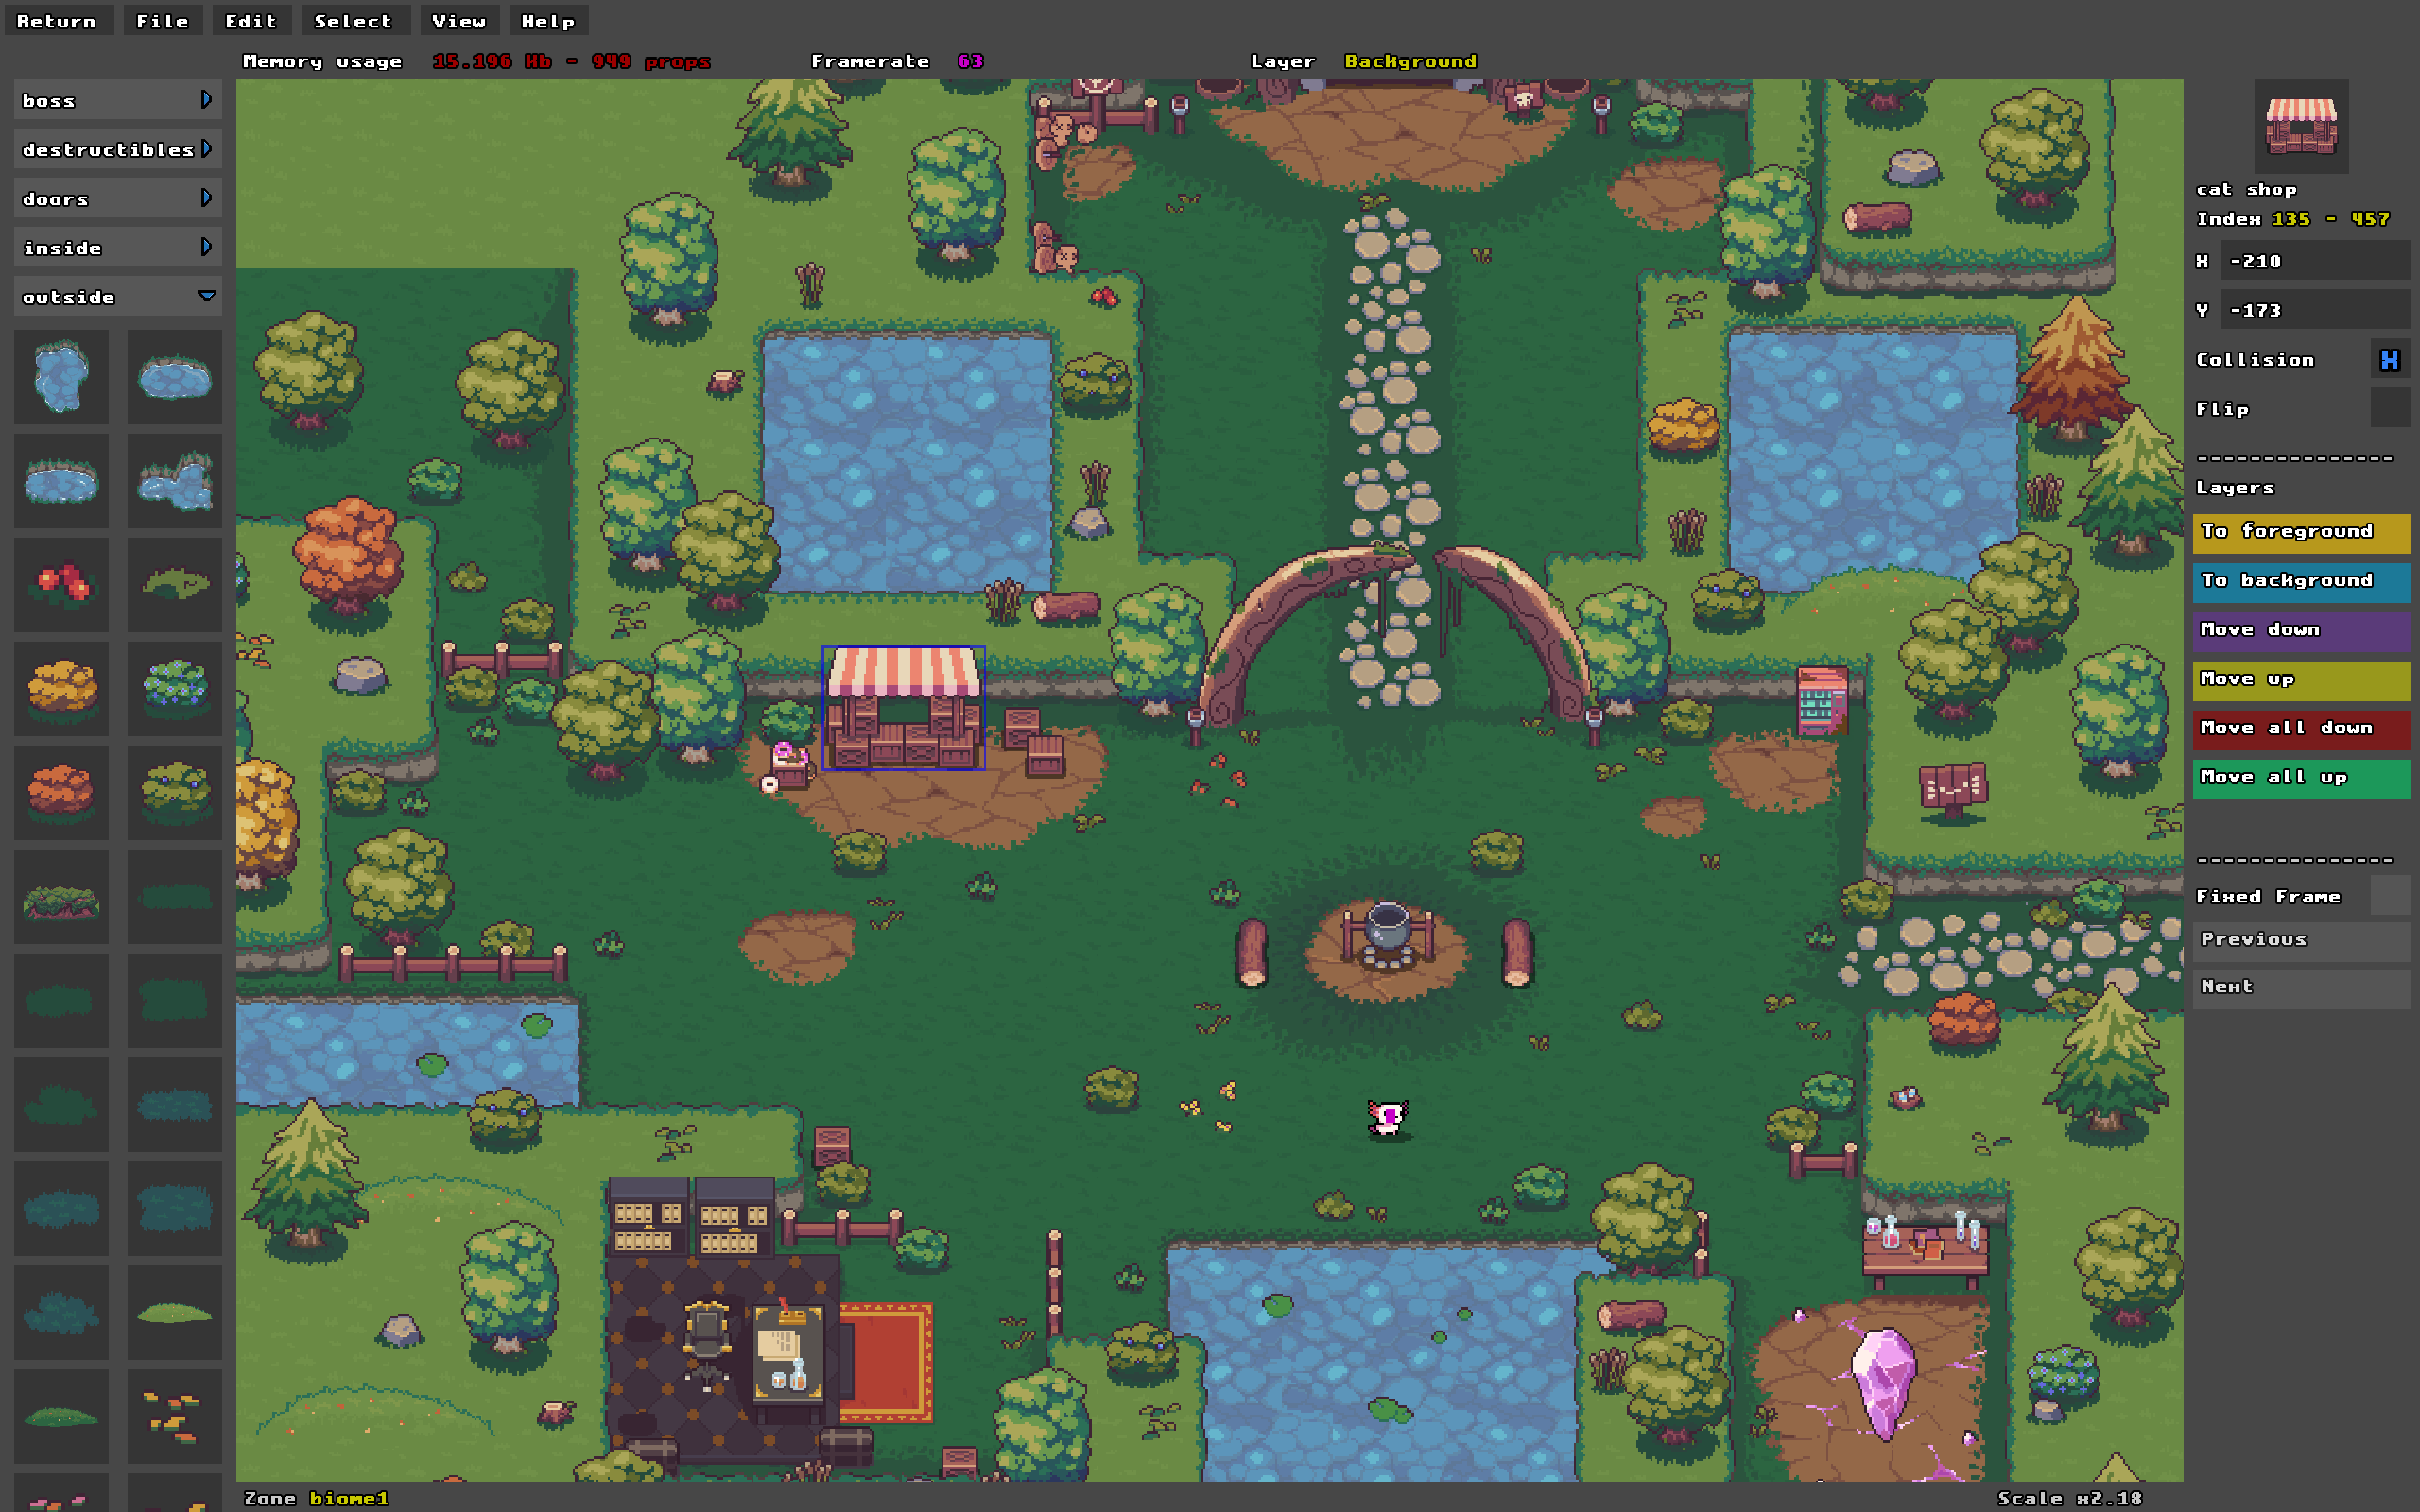 Return File Edit Select View Help
Memory usage 15.196 Kb - 949 props Framerate 63 Layer Background
boss
destructibles
doors
inside
outside
cat shop
Index 135 - 457
X -210
Y -173
Collision X
Flip
---------------
Layers
To foreground
To background
Move down
Move up
Move all down
Move all up
---------------
Fixed Frame
Previous
Next
Zone biome1 Scale x2.18